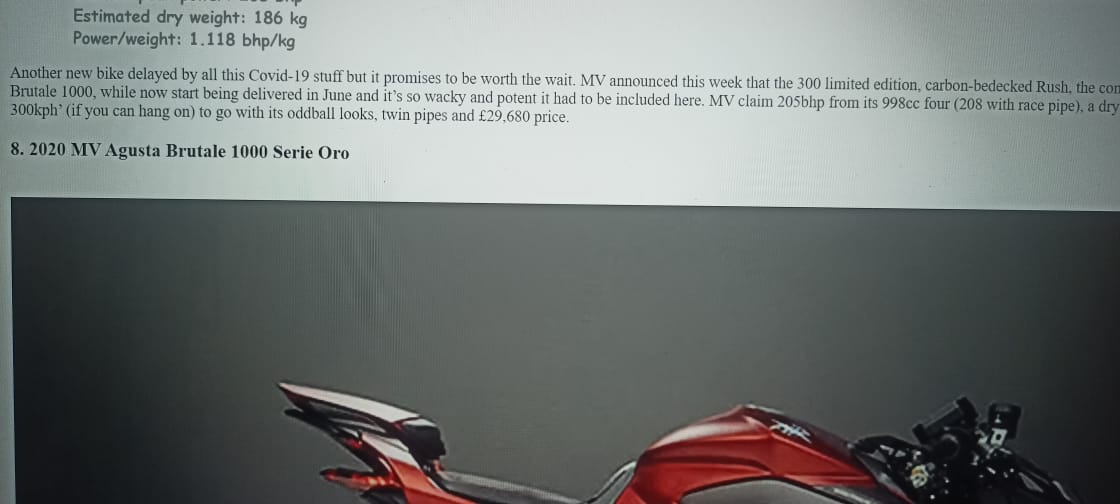 Estimated dry weight: 186 kg
Power/weight: 1.118 bhp/kg
Another new bike delayed by all this Covid-19 stuff but it promises to be worth the wait. MV announced this week that the 300 limited edition, carbon-bedecked Rush, the
Brutale 1000, while now start being delivered in June and it's so wacky and potent it had to be included here. MV claim 205bhp from its 998cc four (208 with race pipe), a dry
300kph' (if you can hang on) to go with its oddball looks, twin pipes and £29,680 price.
8. 2020 MV Agusta Brutale 1000 Serie Oro